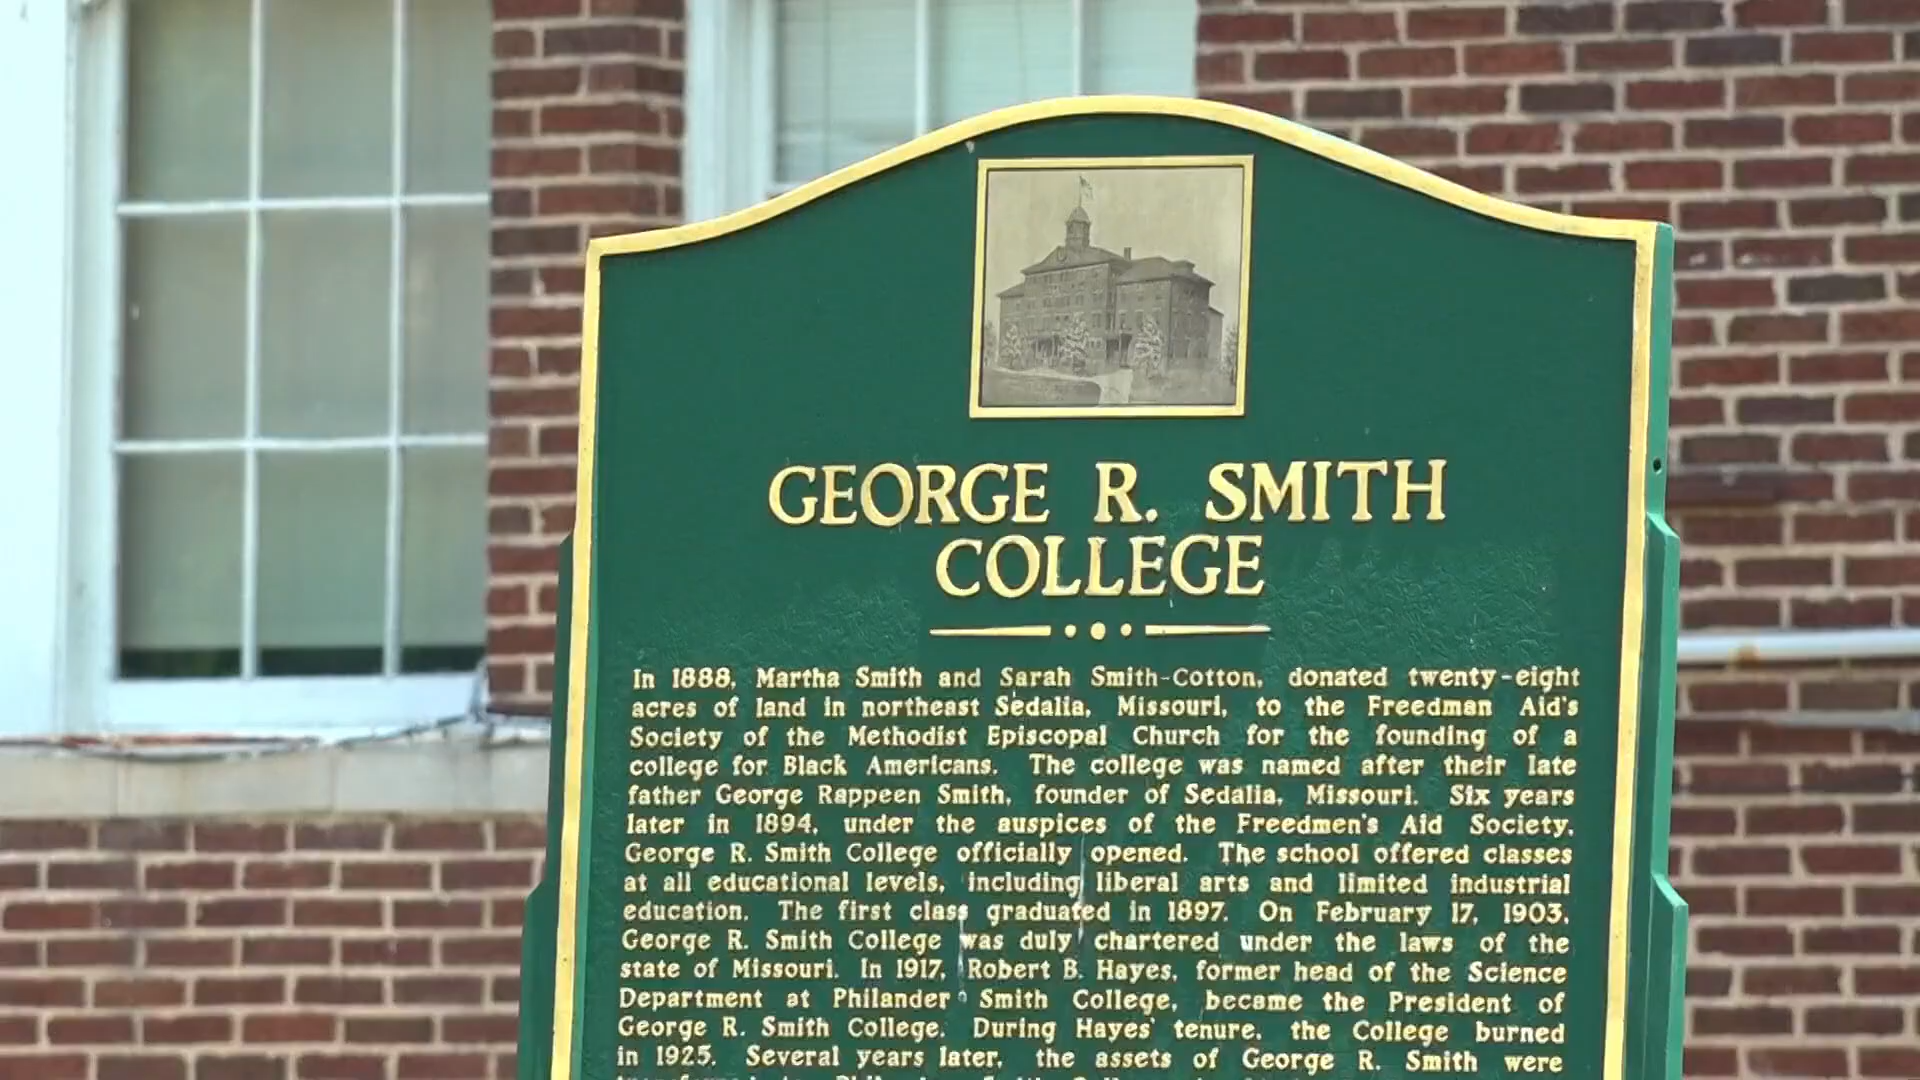 GEORGE R. SMITH
COLLEGE
In 1888, Martha Smith and Sarah Smith-Cotton, donated twenty-eight
acres of land in northeast Sedalia, Missouri, to the Freedman Aid's
Society of the Methodist Episcopal Church for the founding of a
college for Black Americans. The college was named after their late
father George Rappeen Smith, founder of Sedalia, Missouri. Six years
later in 1894, under the auspices of the Freedmen's Aid Society,
George R. Smith College officially opened. The school offered classes
at all educational levels, including liberal arts and limited industrial
education. The first class graduated in 1897. On February 17, 1903,
George R. Smith College was duly chartered under the laws of the
state of Missouri. In 1917, Robert B. Hayes, former head of the Science
Department at Philander Smith College, became the President of
George R. Smith College. During Hayes' tenure, the College burned
in 1925. Several years later, the assets of George R. Smith were